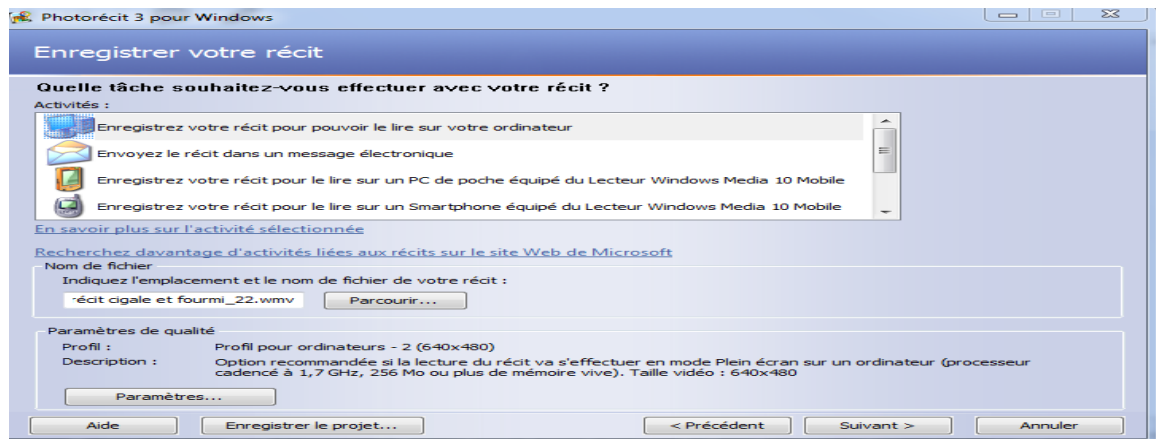 Photorécit 3 pour Windows
Enregistrer votre récit
Quelle tâche souhaitez-vous effectuer avec votre récit ?
Activités :
Enregistrez votre récit pour pouvoir le lire sur votre ordinateur
Envoyez le récit dans un message électronique
Enregistrez votre récit pour le lire sur un PC de poche équipé du Lecteur Windows Media 10 Mobile
Enregistrez votre récit pour le lire sur un Smartphone équipé du Lecteur Windows Media 10 Mobile
En savoir plus sur l'activité sélectionnée
Recherchez davantage d'activités liées aux récits sur le site Web de Microsoft
Nom de fichier
Indiquez l'emplacement et le nom de fichier de votre récit :
récit cigale et fourmi_22.wmv Parcourir...
Paramètres de qualité
Profil : Profil pour ordinateurs - 2 (640x480)
Description : Option recommandée si la lecture du récit va s'effectuer en mode Plein écran sur un ordinateur (processeur
cadencé à 1,7 GHz, 256 Mo ou plus de mémoire vive). Taille vidéo : 640x480
Paramètres...
Aide Enregistrer le projet... < Précédent Suivant > Annuler